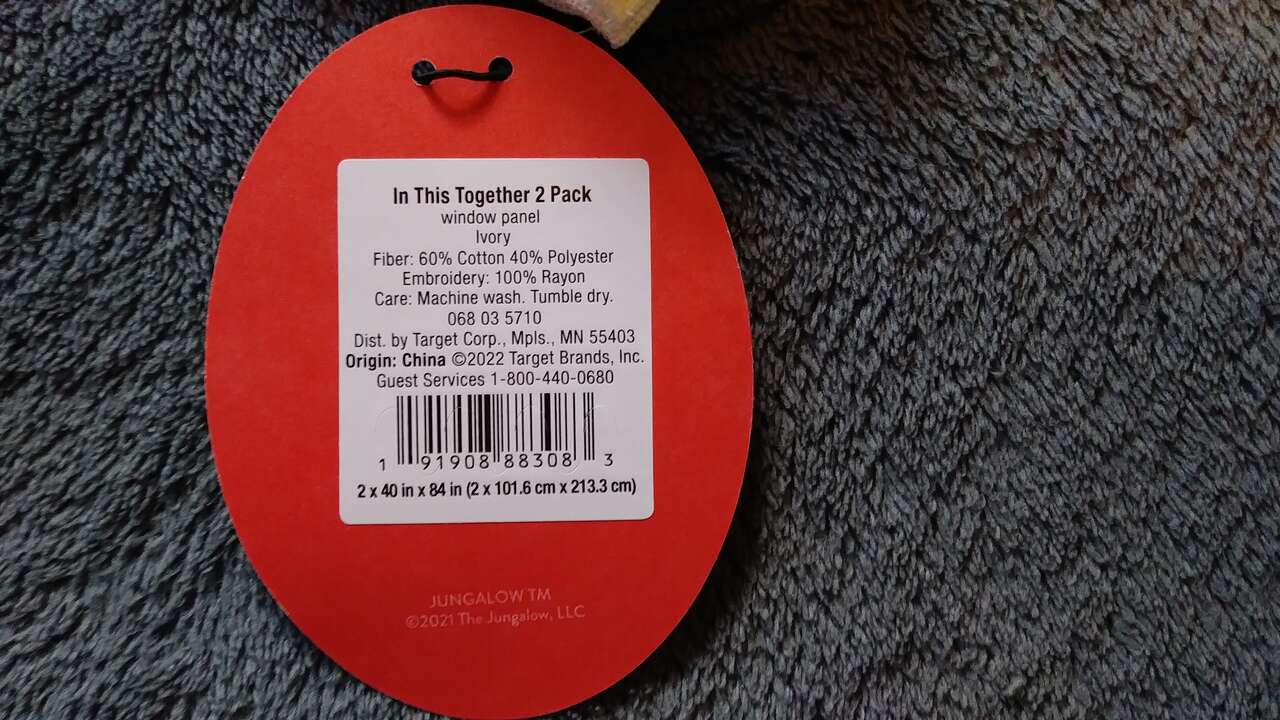 In This Together 2 Pack
window panel
Ivory
Fiber: 60% Cotton 40% Polyester
Embroidery: 100% Rayon
Care: Machine wash. Tumble dry.
068 03 5710
Dist. by Target Corp., Mpls., MN 55403
Origin: China ©2022 Target Brands, Inc.
Guest Services 1-800-440-0680
1 91908 88308 3
2 x 40 in x 84 in (2 x 101.6 cm x 213.3 cm)
JUNGALOW TM
©2021 The Jungalow, LLC